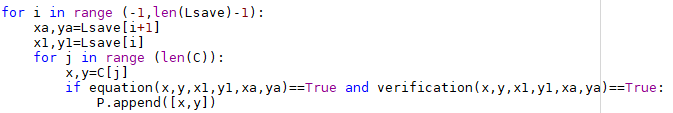 for i in range (-1,len(Lsave)-1):
    xa,ya=Lsave[i+1]
    x1,y1=Lsave[i]
    for j in range (len(C)):
        x,y=C[j]
        if equation(x,y,x1,y1,xa,ya)==True and verification(x,y,x1,y1,xa,ya)==True:
            P.append([x,y])